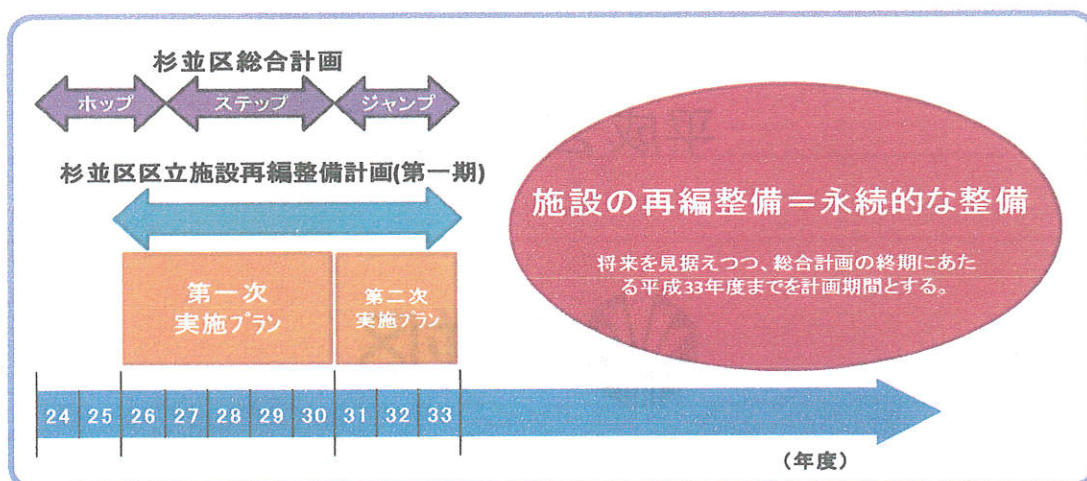 杉並区総合計画
ホップ
ステップ
ジャンプ
杉並区区立施設再編整備計画(第一期)
第一次
実施プラン
第二次
実施プラン
24 25 26 27 28 29 30 31 32 33
(年度)
施設の再編整備＝永続的な整備
将来を見据えつつ、総合計画の終期にあた
る平成33年度までを計画期間とする。